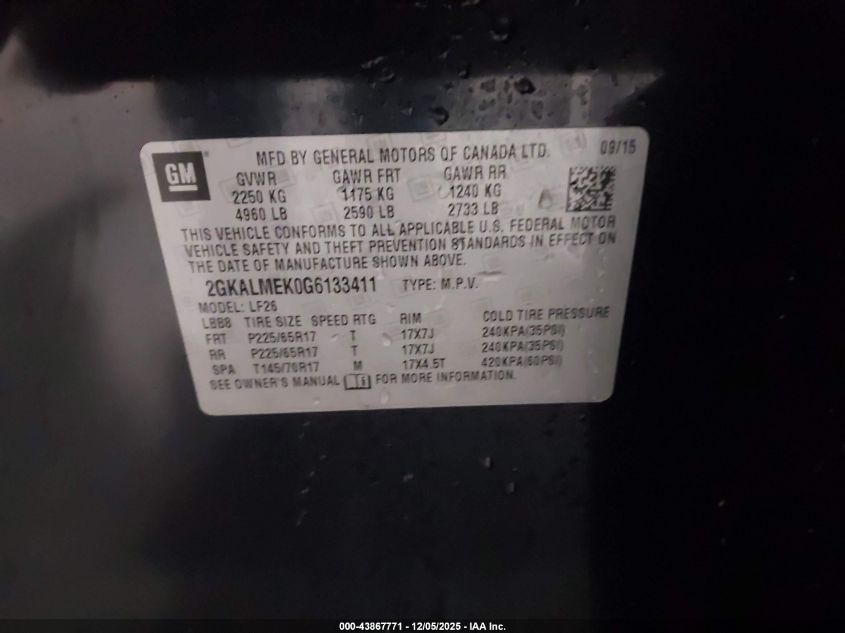 GM
MFD BY GENERAL MOTORS OF CANADA LTD. 09/15
GVWR GAWR FRT GAWR RR
2250 KG 1175 KG 1240 KG
4960 LB 2590 LB 2733 LB
THIS VEHICLE CONFORMS TO ALL APPLICABLE U.S. FEDERAL MOTOR
VEHICLE SAFETY AND THEFT PREVENTION STANDARDS IN EFFECT ON
THE DATE OF MANUFACTURE SHOWN ABOVE.
2GKALMEK0G6133411 TYPE: M.P.V.
MODEL: LF26
LBB8 TIRE SIZE SPEED RTG RIM COLD TIRE PRESSURE
FRT P225/65R17 T 17X7J 240KPA(35PSI)
RR P225/65R17 T 17X7J 240KPA(35PSI)
SPA T145/70R17 M 17X4.5T 420KPA(60PSI)
SEE OWNER'S MANUAL FOR MORE INFORMATION.
000-43867771 - 12/05/2025 - IAA Inc.